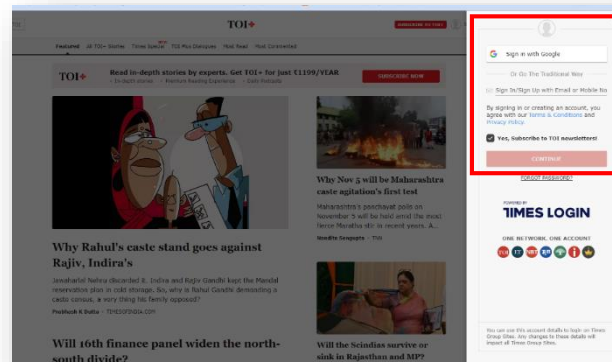 TOI+
SUBSCRIBE TO TOI+
Featured All TOI+ Stories Times Special TOI Plus Dialogues Most Read Most Commented
TOI+
Read in-depth stories by experts. Get TOI+ for just ₹1199/YEAR
In-depth stories Premium Reading Experience Daily Podcasts
SUBSCRIBE NOW
Why Rahul's caste stand goes against
Rajiv, Indira's
Jawaharlal Nehru discarded it. Indira and Rajiv Gandhi kept the Mandal
reservation plan in cold storage. So, why is Rahul Gandhi demanding a
caste census, a very thing his family opposed?
Prabhash K Dutta - TIMESOFINDIA.COM
Will 16th finance panel widen the north-
south divide?
Why Nov 5 will be Maharashtra
caste agitation's first test
Maharashtra's panchayat polls on
November 5 will be held amid the most
fierce Maratha stir in recent years. A...
Nandita Sengupta - TNN
Will the Scindias survive or
sink in Rajasthan and MP?
Sign in with Google
Or Go The Traditional Way
Sign In/Sign Up with Email or Mobile No
By signing in or creating an account, you
agree with our Terms & Conditions and
Privacy Policy.
Yes, Subscribe to TOI newsletters!
CONTINUE
FORGOT PASSWORD?
POWERED BY
TIMES LOGIN
ONE NETWORK, ONE ACCOUNT
You can use this account details to login on Times
Group Sites. Any changes to these details will
impact all Times Group Sites.